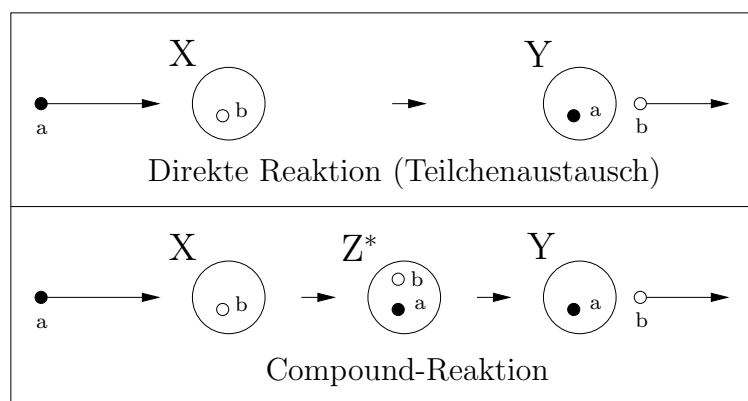 X Y
b a
a b
Direkte Reaktion (Teilchenaustausch)
X Z* Y
b b a
a a b
Compound-Reaktion